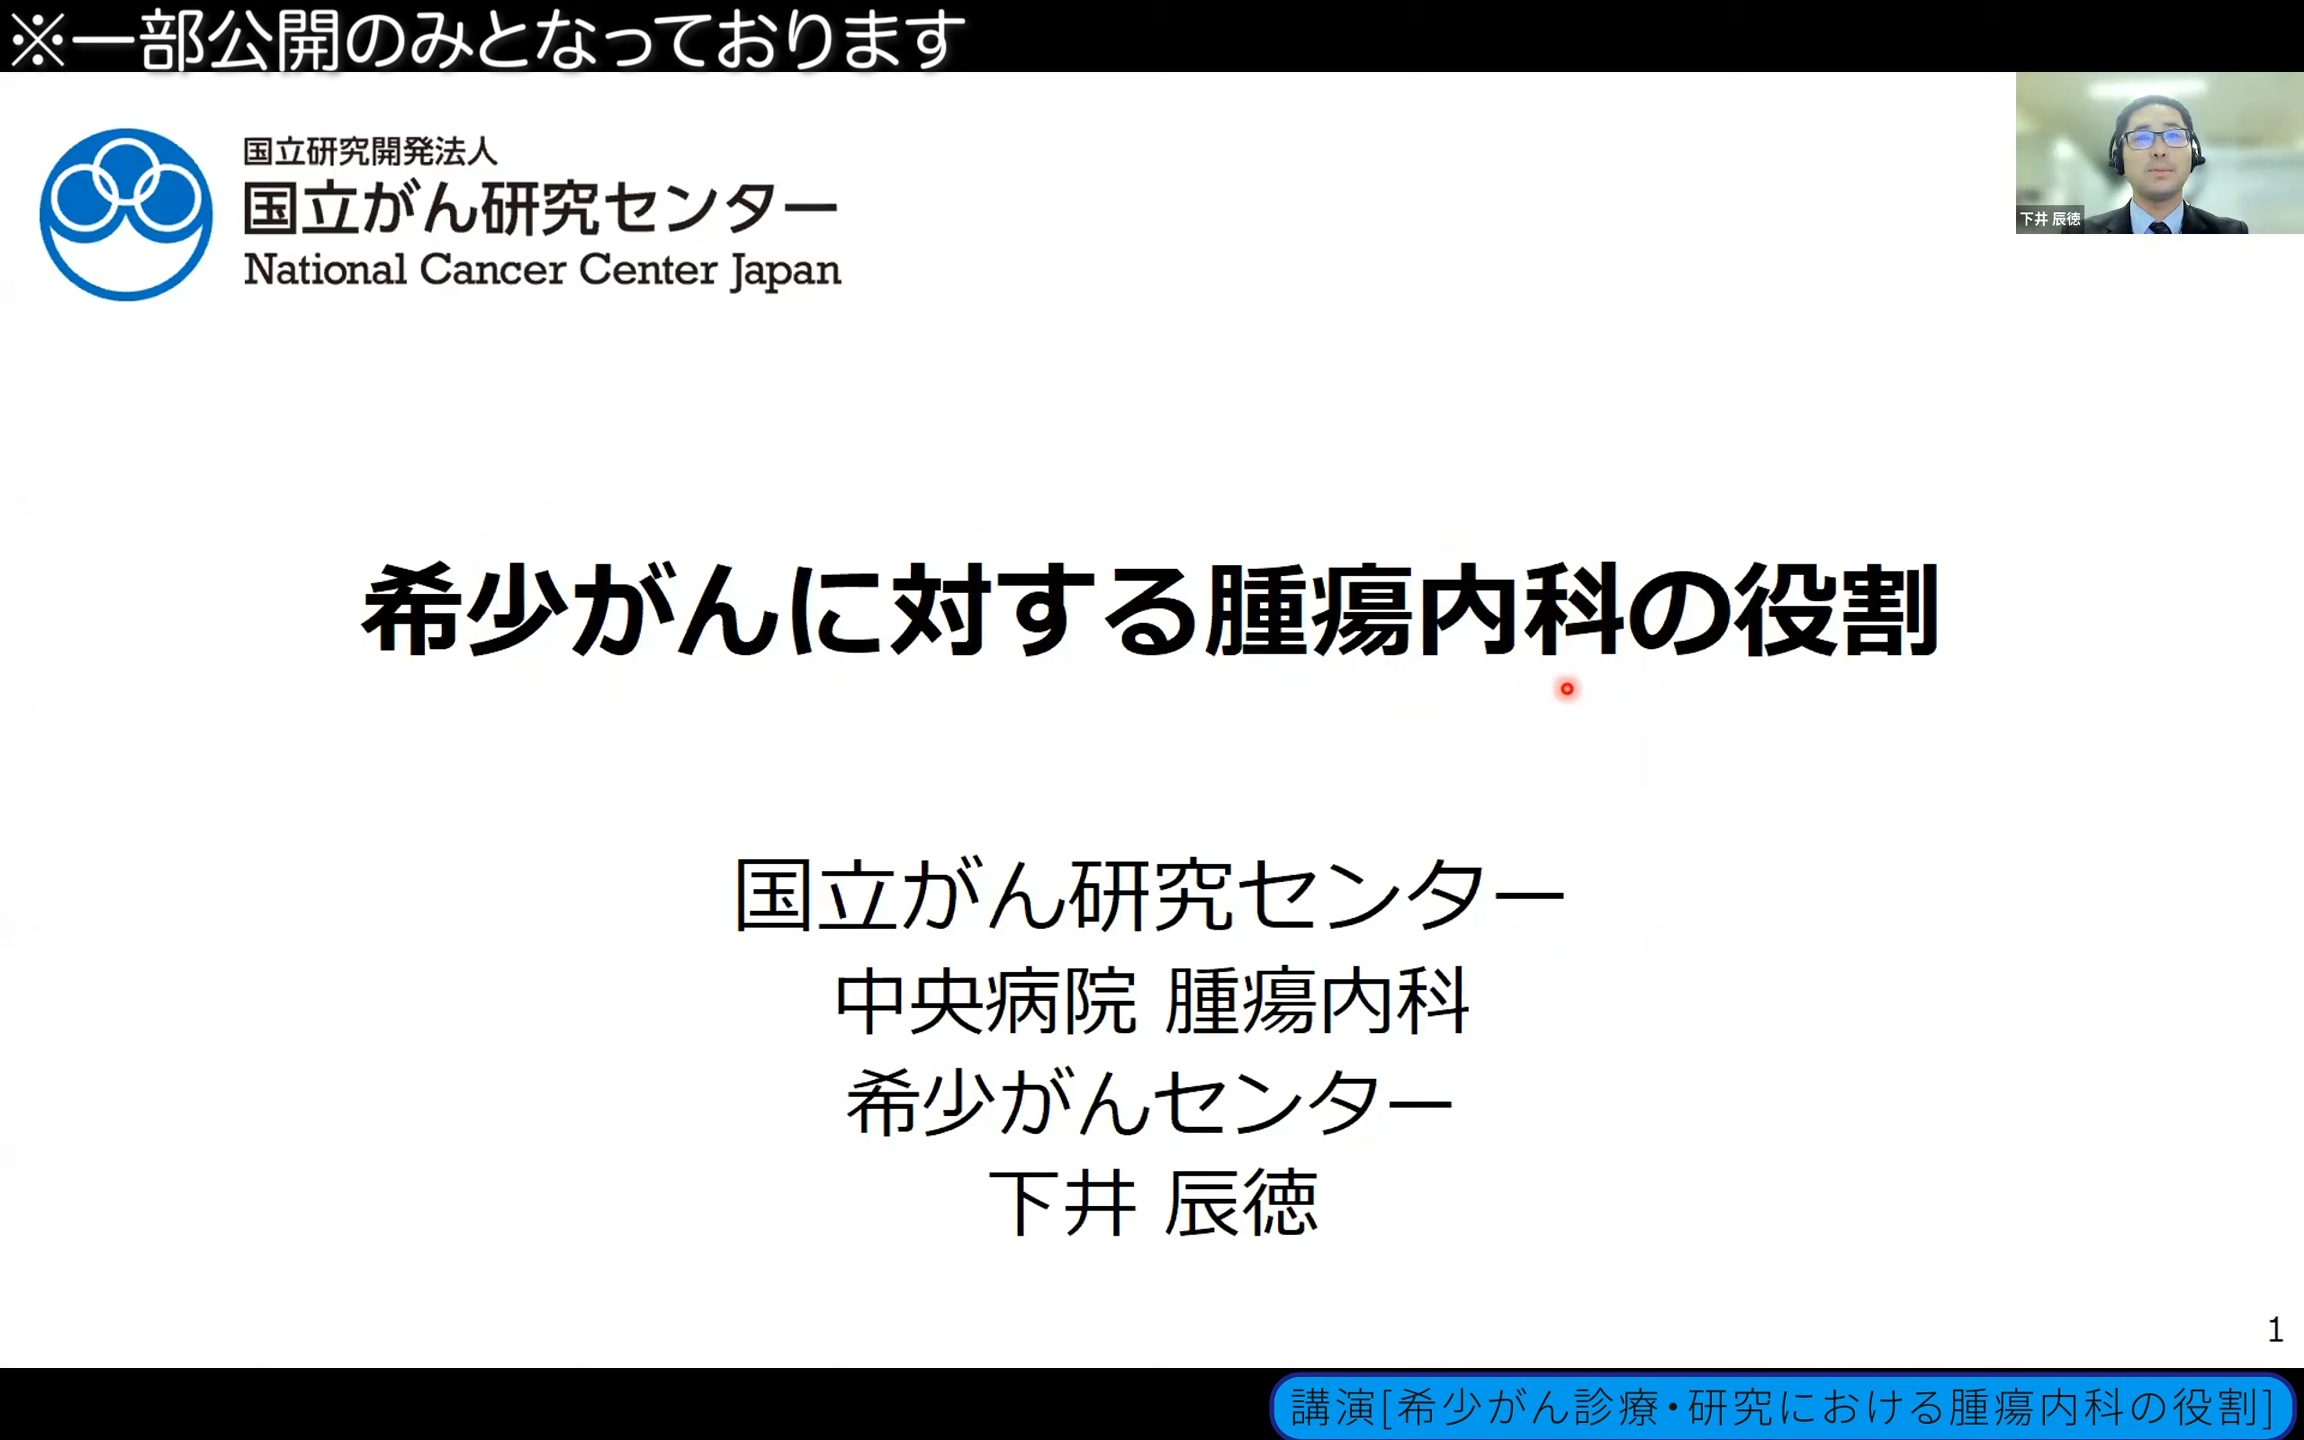 ※一部公開のみとなっております
国立研究開発法人
国立がん研究センター
National Cancer Center Japan
下井 辰徳
希少がんに対する腫瘍内科の役割
国立がん研究センター
中央病院 腫瘍内科
希少がんセンター
下井 辰徳
1
講演[希少がん診療・研究における腫瘍内科の役割]